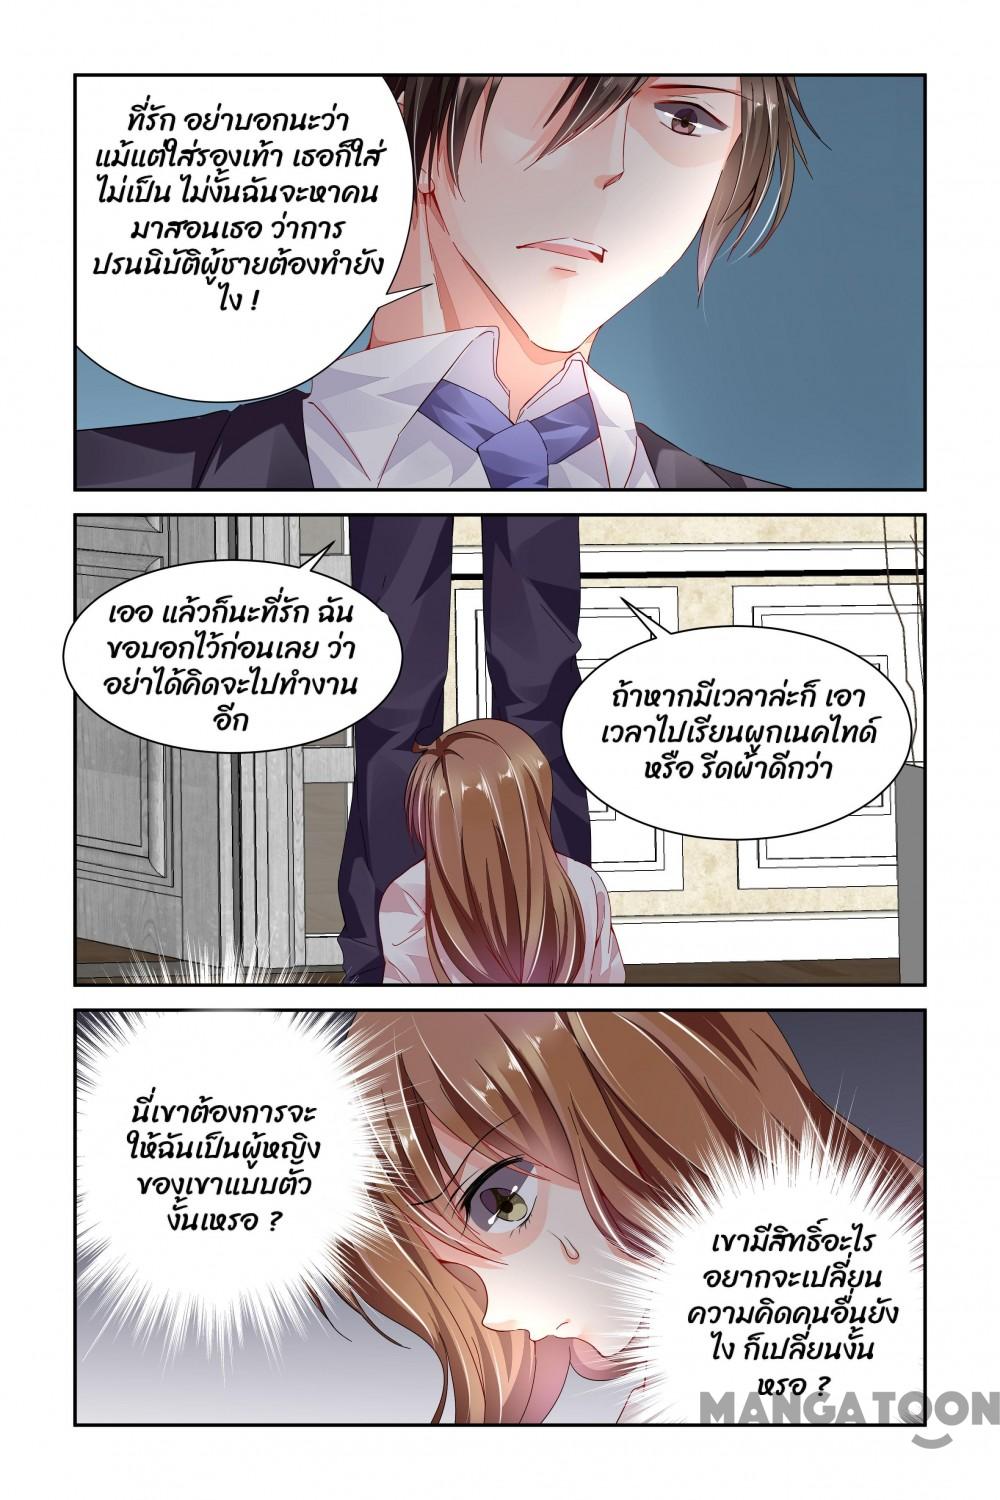 ที่รัก อย่าบอกนะว่า
แม้แต่ใส่รองเท้า เธอก็ใส่
ไม่เป็น ไม่งั้นฉันจะหาคน
มาสอนเธอ ว่าการ
ปรนนิบัติผู้ชายต้องทำยัง
ไง !
เออ แล้วก็นะที่รัก ฉัน
ขอบอกไว้ก่อนเลย ว่า
อย่าได้คิดจะไปทำงาน
อีก
ถ้าหากมีเวลาล่ะก็ เอา
เวลาไปเรียนผูกเนคไทด์
หรือ รีดผ้าดีกว่า
นี่เขาต้องการจะ
ให้ฉันเป็นผู้หญิง
ของเขาแบบตัว
งั้นเหรอ ?
เขามีสิทธิ์อะไร
อยากจะเปลี่ยน
ความคิดคนอื่นยัง
ไง ก็เปลี่ยนงั้น
หรอ ?
MANGATOON